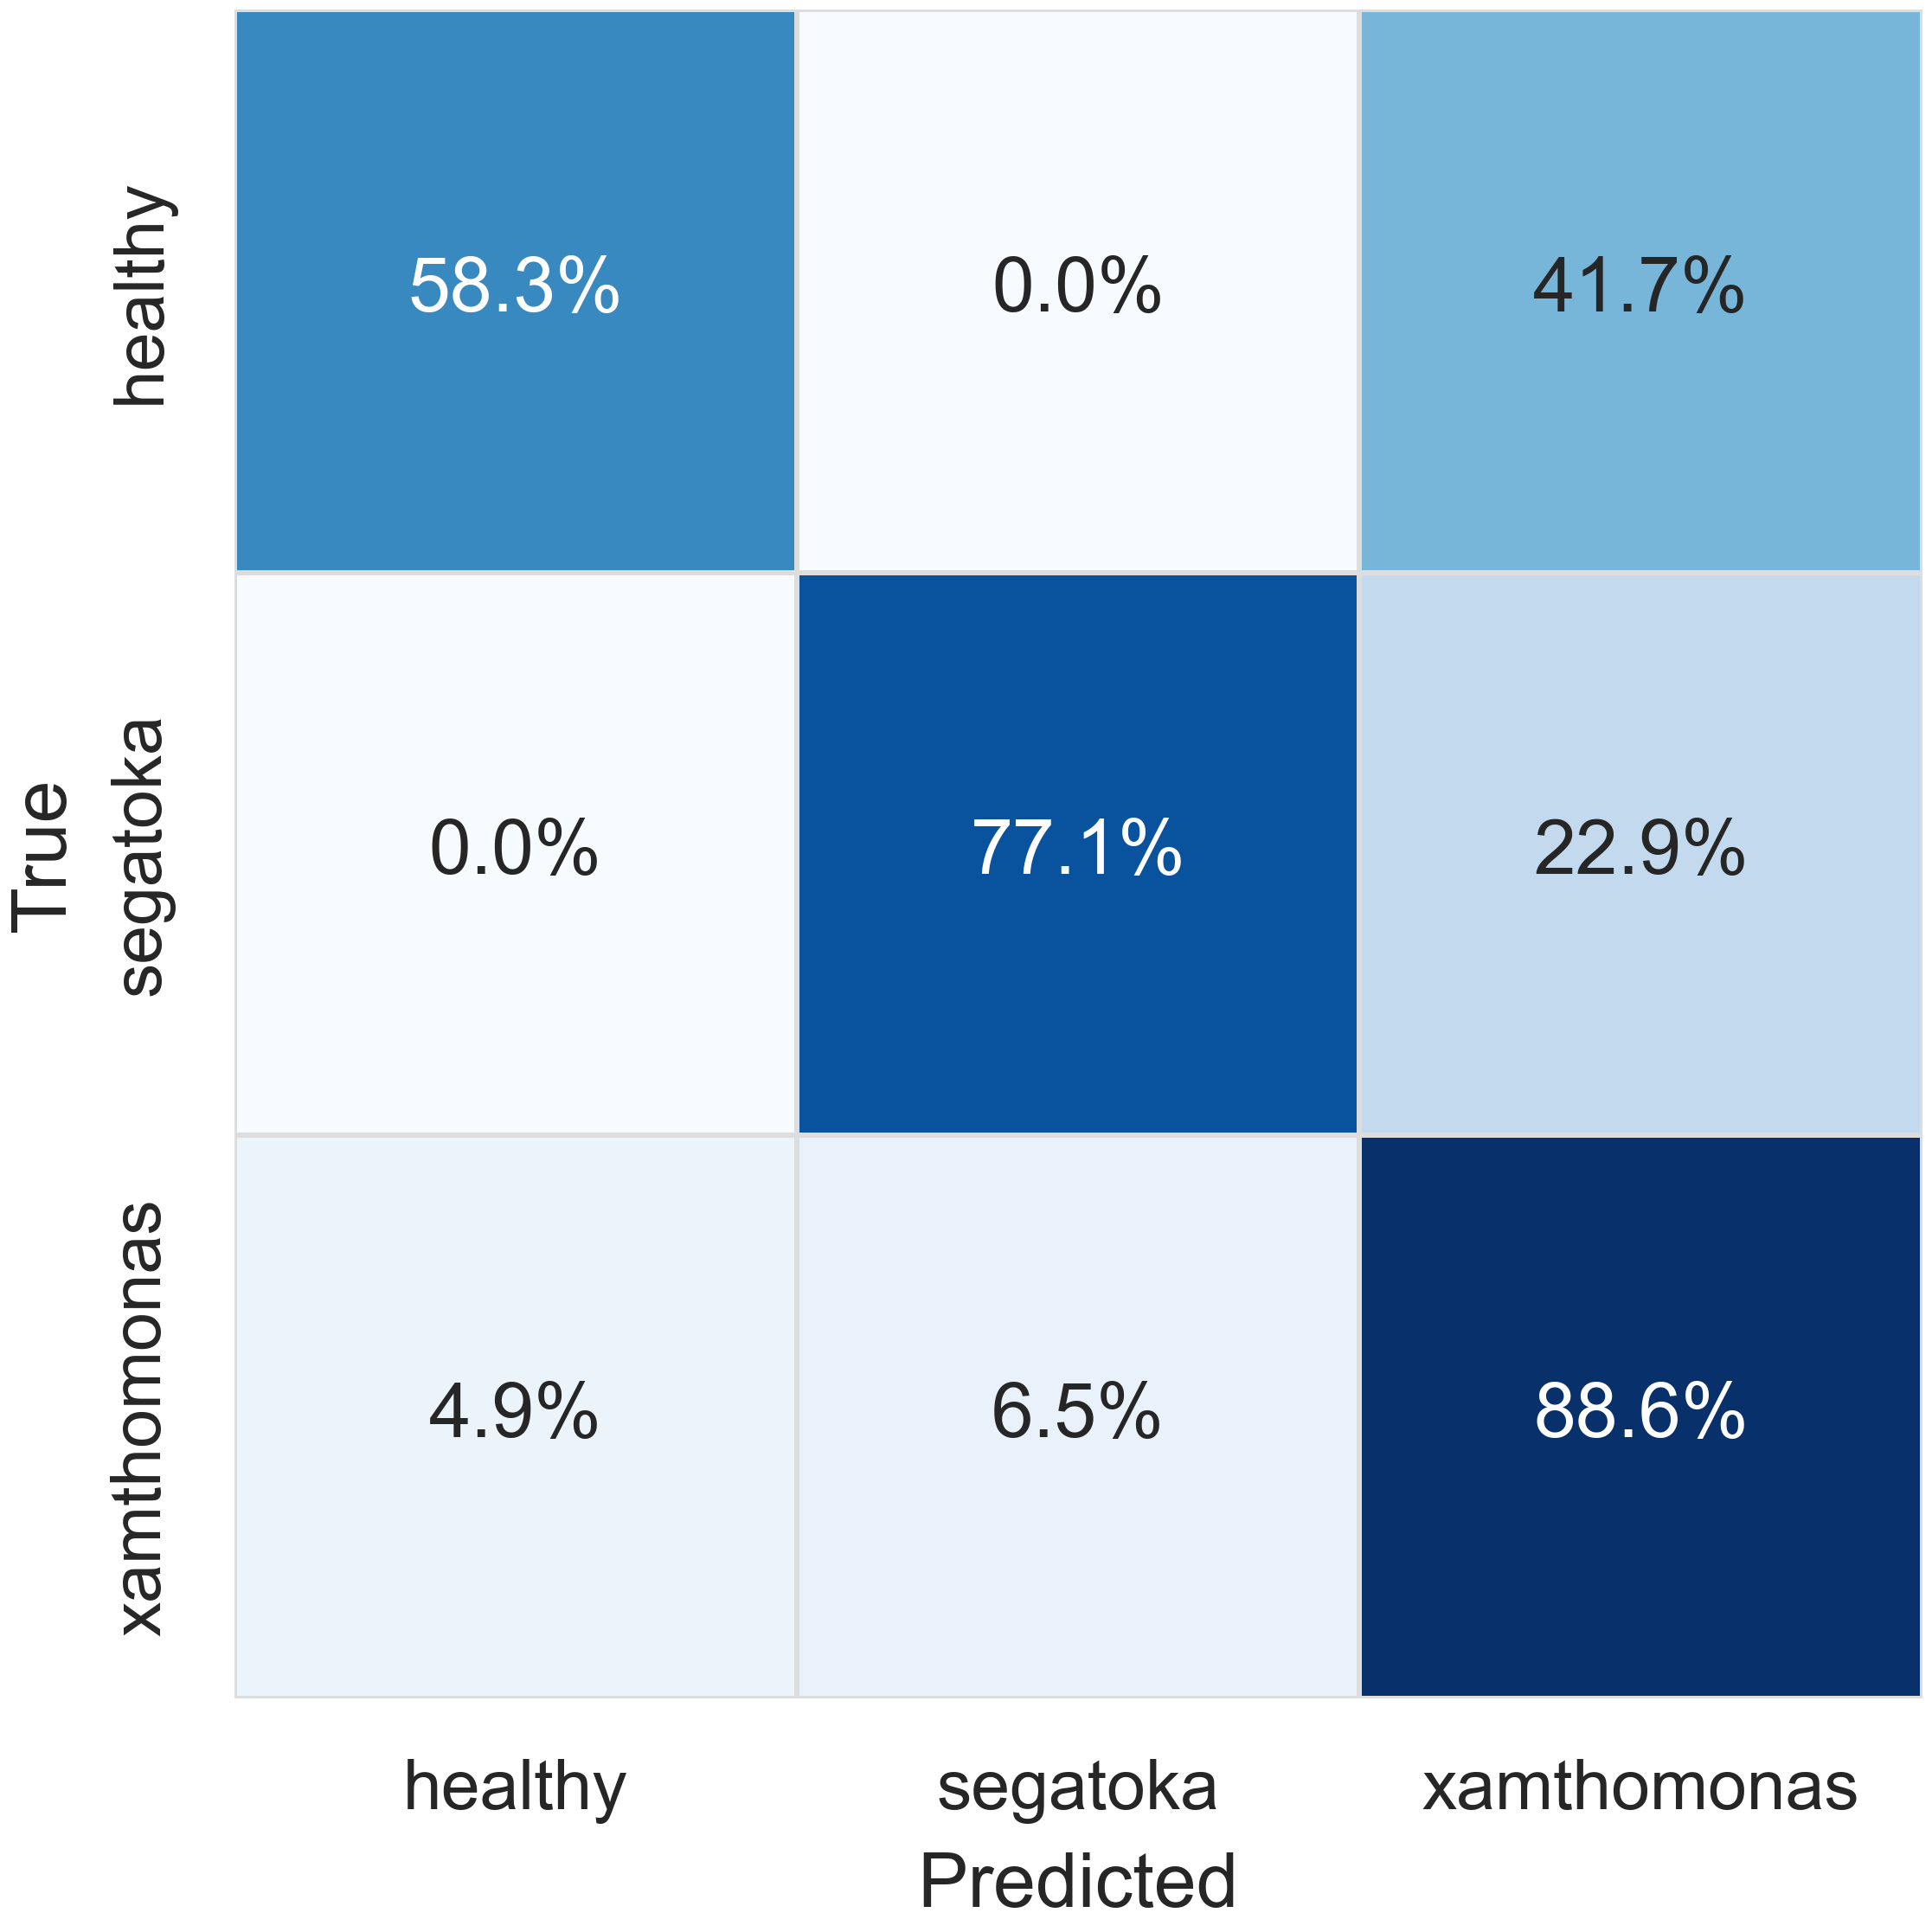 True
healthy
58.3% 0.0% 41.7%
segatoka
0.0% 77.1% 22.9%
xamthomonas
4.9% 6.5% 88.6%
healthy segatoka xamthomonas
Predicted